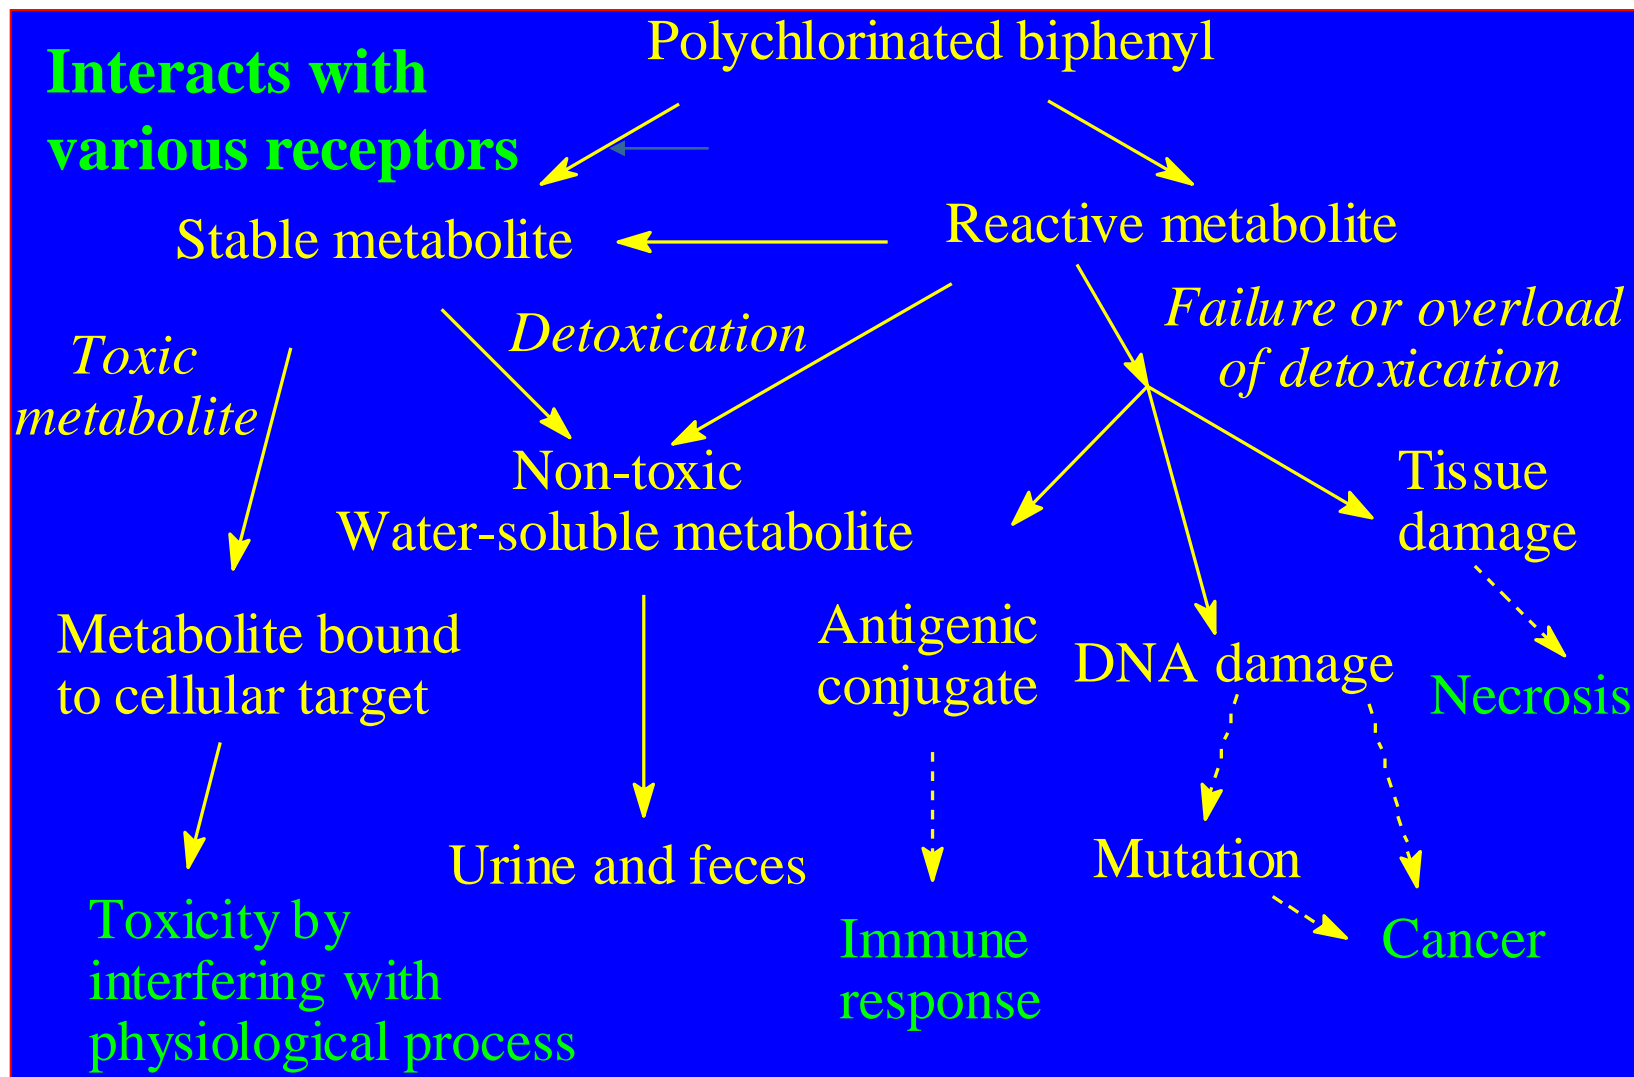 Polychlorinated biphenyl
Interacts with
various receptors
Stable metabolite
Reactive metabolite
Failure or overload
of detoxication
Detoxication
Toxic
metabolite
Non-toxic
Water-soluble metabolite
Tissue
damage
Metabolite bound
to cellular target
Antigenic
conjugate
DNA damage
Necrosis
Urine and feces
Mutation
Toxicity by
interfering with
physiological process
Immune
response
Cancer